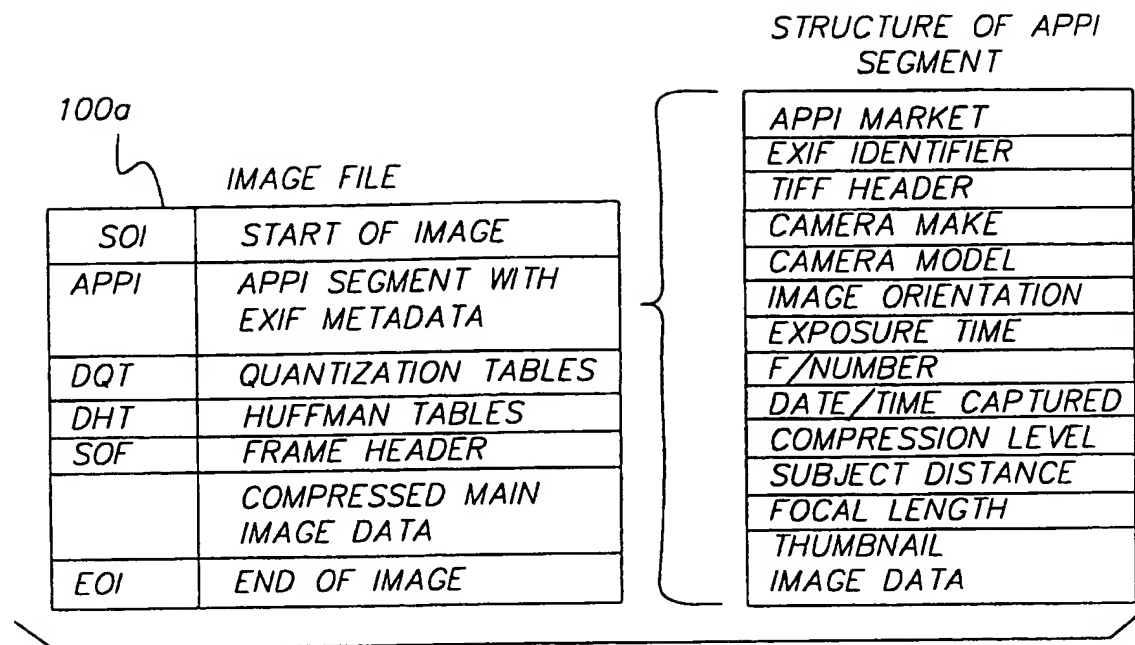 STRUCTURE OF APPI
SEGMENT
100a
IMAGE FILE
SOI START OF IMAGE
APPI APPI SEGMENT WITH
EXIF METADATA
DQT QUANTIZATION TABLES
DHT HUFFMAN TABLES
SOF FRAME HEADER
COMPRESSED MAIN
IMAGE DATA
EOI END OF IMAGE
APPI MARKET
EXIF IDENTIFIER
TIFF HEADER
CAMERA MAKE
CAMERA MODEL
IMAGE ORIENTATION
EXPOSURE TIME
F/NUMBER
DATE/TIME CAPTURED
COMPRESSION LEVEL
SUBJECT DISTANCE
FOCAL LENGTH
THUMBNAIL
IMAGE DATA